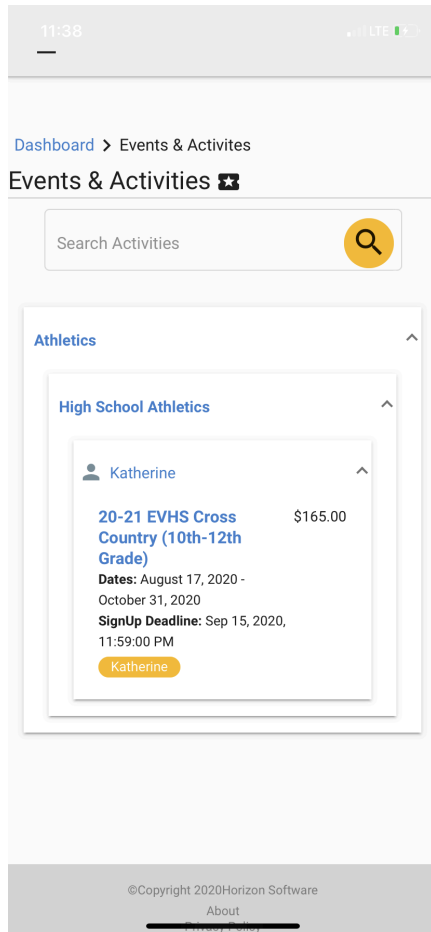 11:38
LTE
Dashboard > Events & Activites
Events & Activities
Search Activities
Athletics
High School Athletics
Katherine
20-21 EVHS Cross
Country (10th-12th
Grade)
$165.00
Dates: August 17, 2020 -
October 31, 2020
SignUp Deadline: Sep 15, 2020,
11:59:00 PM
Katherine
©Copyright 2020Horizon Software
About
Privacy Policy